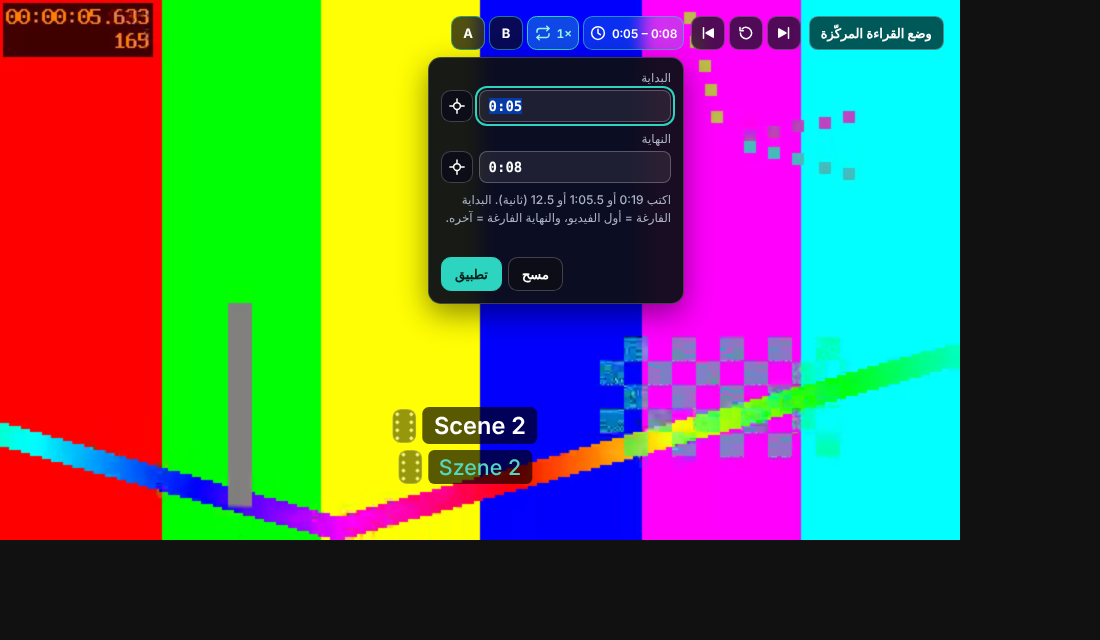 00:00:05.633
165
A
B
1×
0:05 – 0:08
وضع القراءة المركّزة
البداية
0:05
النهاية
0:08
اكتب 0:19 أو 1:05.5 أو 12.5 (ثانية). البداية
الفارغة = أول الفيديو، والنهاية الفارغة = آخره.
تطبيق
مسح
Scene 2
Szene 2